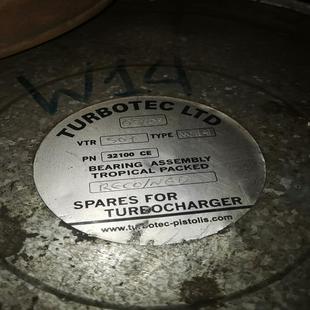 W14
TURBOTEC LTD
VTR TYPE
PN 32100 CE
BEARING ASSEMBLY
TROPICAL PACKED
SPARES FOR
TURBOCHARGER
www.turbotec-pistolis.com